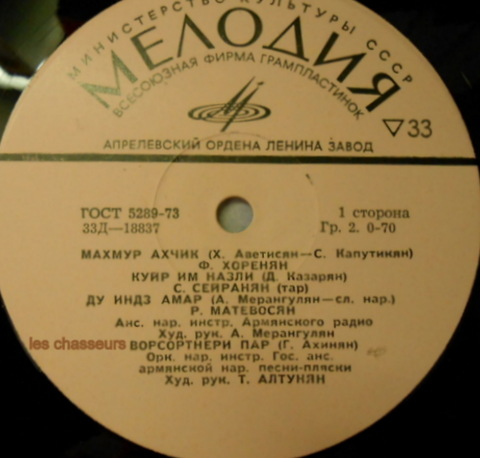 МИНИСТЕРСТВО КУЛЬТУРЫ СССР
МЕЛОДИЯ
ВСЕСОЮЗНАЯ ФИРМА ГРАМПЛАСТИНОК
▽33
АПРЕЛЕВСКИЙ ОРДЕНА ЛЕНИНА ЗАВОД
ГОСТ 5289-73
1 сторона
33Д—18837
Гр. 2. 0-70
МАХМУР АХЧИК (Х. Аветисян—С. Капутикян)
Ф. ХОРЕНЯН
КУЙР ИМ НАЗЛИ (Д. Казарян)
С. СЕЙРАНЯН (тар)
ДУ ИНДЗ АМАР (А. Мерангулян—сл. нар.)
Р. МАТЕВОСЯН
Анс. нар. инстр. Армянского радио
Худ. рук. А. Мерангулян
les chasseurs ВОРСОРТНЕРИ ПАР (Г. Ахинян)
Орк. нар. инстр. Гос. анс.
армянской нар. песни-пляски
Худ. рук. Т. АЛТУНЯН